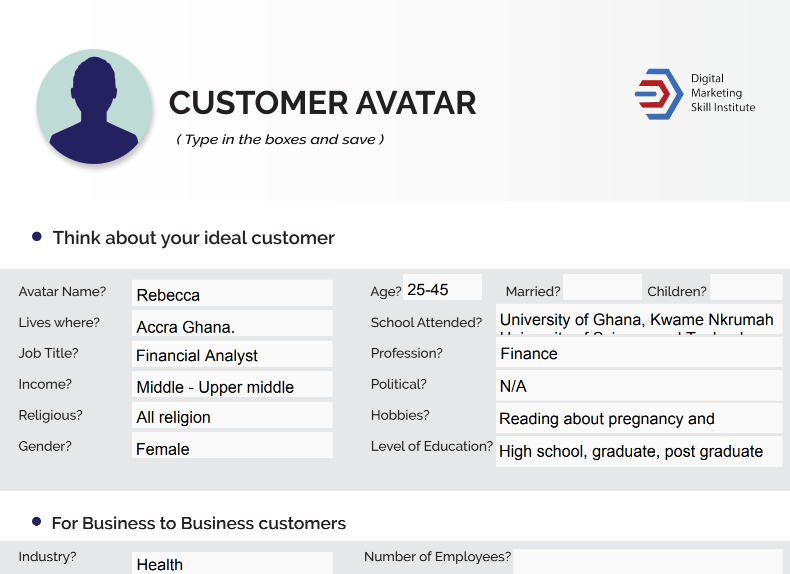 CUSTOMER AVATAR
( Type in the boxes and save )
Digital
Marketing
Skill Institute
Think about your ideal customer
Avatar Name? Rebecca Age? 25-45 Married? Children?
Lives where? Accra Ghana. School Attended? University of Ghana, Kwame Nkrumah
Job Title? Financial Analyst Profession? Finance
Income? Middle - Upper middle Political? N/A
Religious? All religion Hobbies? Reading about pregnancy and
Gender? Female Level of Education? High school, graduate, post graduate
For Business to Business customers
Industry? Health Number of Employees?